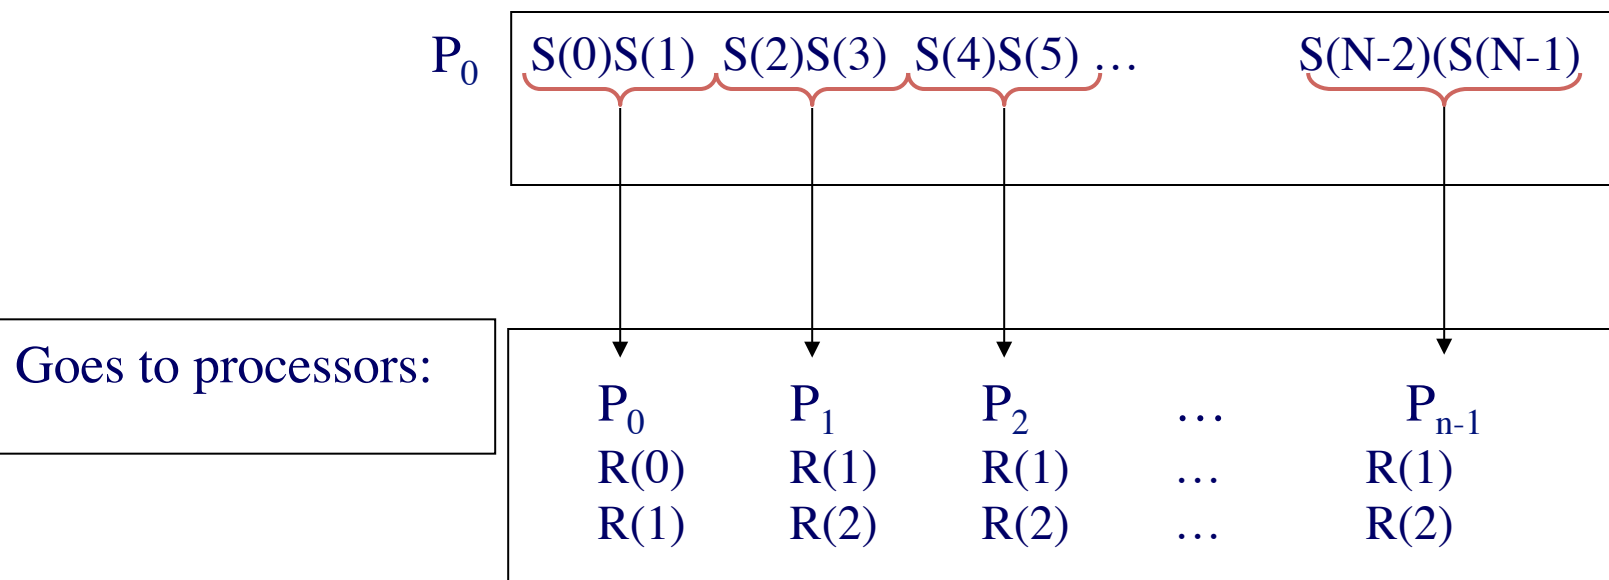 P₀ S(0)S(1) S(2)S(3) S(4)S(5) … S(N-2)(S(N-1)
Goes to processors:
P₀ P₁ P₂ … Pₙ₋₁
R(0) R(1) R(1) … R(1)
R(1) R(2) R(2) … R(2)